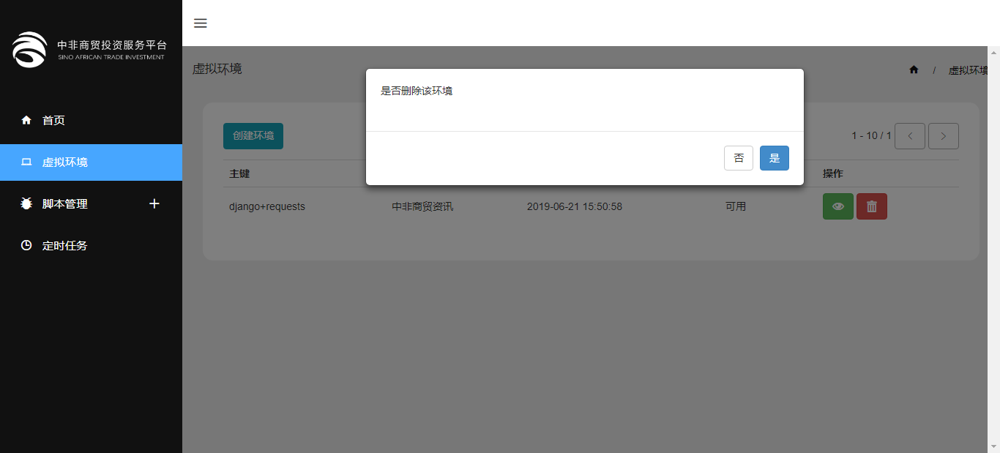 中非商贸投资服务平台
SINO AFRICAN TRADE INVESTMENT
首页
虚拟环境
脚本管理
定时任务
虚拟环境
/ 虚拟环境
是否删除该环境
否 是
创建环境
1 - 10 / 1
主键 操作
django+requests 中非商贸资讯 2019-06-21 15:50:58 可用